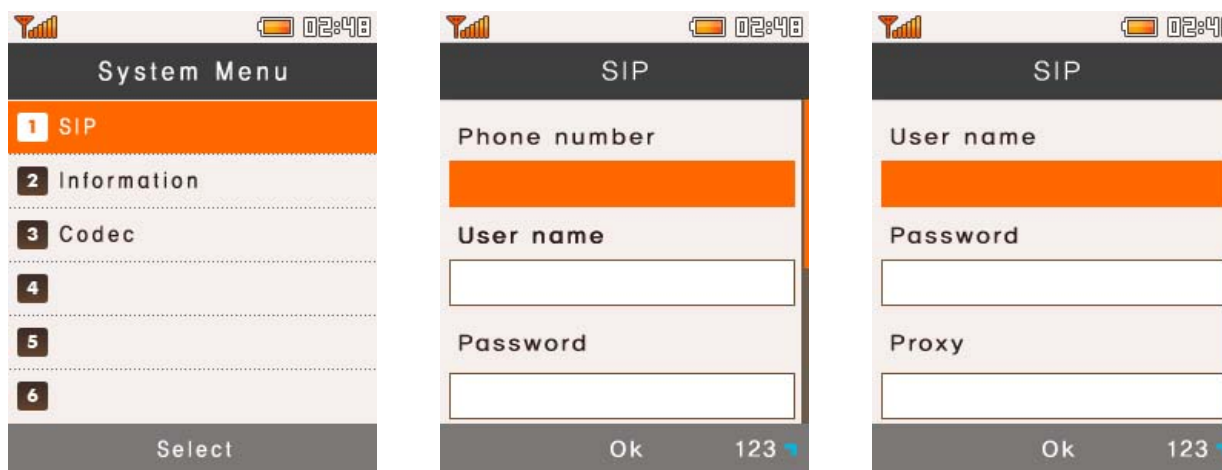 02:48
System Menu
1 SIP
2 Information
3 Codec
4
5
6
Select
02:48
SIP
Phone number
User name
Password
Ok 123
SIP
User name
Password
Proxy
Ok 123